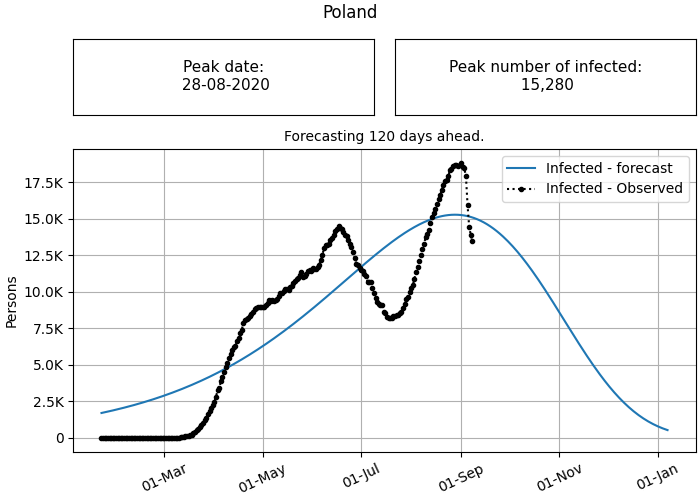 Poland
Peak date:
28-08-2020
Peak number of infected:
15,280
Forecasting 120 days ahead.
Infected - forecast
Infected - Observed
17.5K
15.0K
12.5K
10.0K
7.5K
5.0K
2.5K
0
Persons
01-Mar
01-May
01-Jul
01-Sep
01-Nov
01-Jan